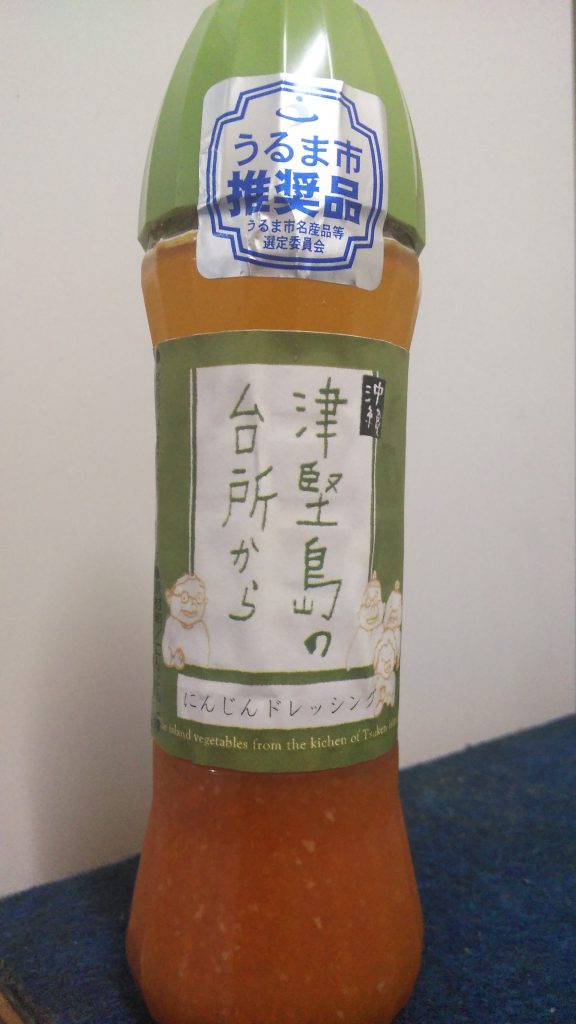 うるま市
推奨品
うるま市名産品等
選定委員会
沖縄
津堅島の
台所から
にんじんドレッシング
island vegetables from the kichen of Tsuken